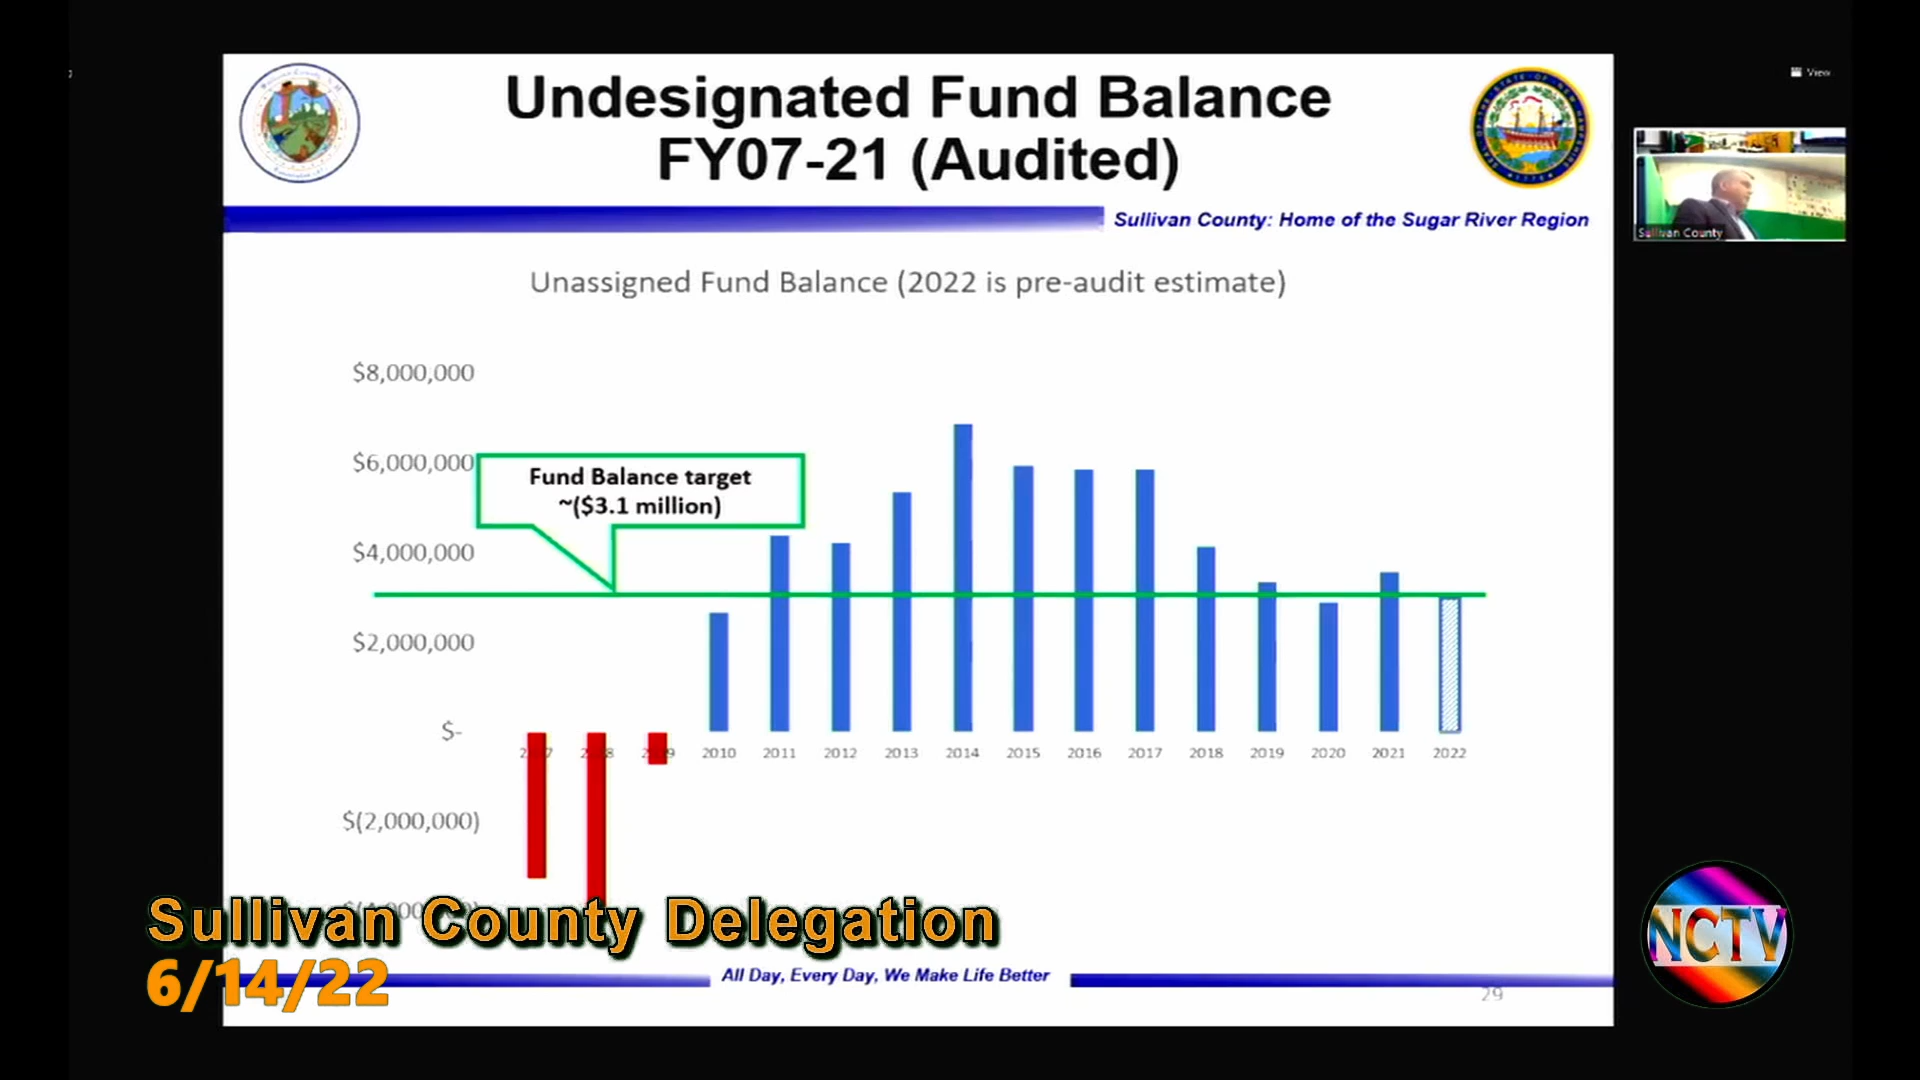 View
Undesignated Fund Balance
FY07-21 (Audited)
Sullivan County: Home of the Sugar River Region
Sullivan County
Unassigned Fund Balance (2022 is pre-audit estimate)
$8,000,000
$6,000,000
Fund Balance target
~($3.1 million)
$4,000,000
$2,000,000
$-
2010 2011 2012 2013 2014 2015 2016 2017 2018 2019 2020 2021 2022
$(2,000,000)
Sullivan County Delegation
6/14/22
All Day, Every Day, We Make Life Better
29
NCTV